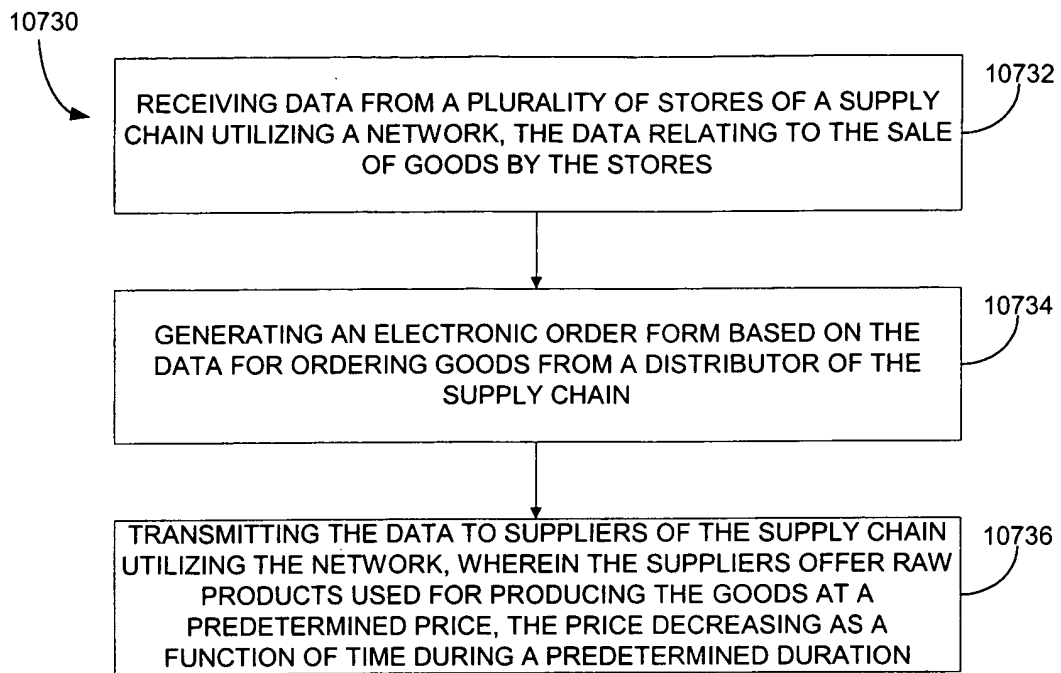 10730
10732
RECEIVING DATA FROM A PLURALITY OF STORES OF A SUPPLY
CHAIN UTILIZING A NETWORK, THE DATA RELATING TO THE SALE
OF GOODS BY THE STORES
10734
GENERATING AN ELECTRONIC ORDER FORM BASED ON THE
DATA FOR ORDERING GOODS FROM A DISTRIBUTOR OF THE
SUPPLY CHAIN
10736
TRANSMITTING THE DATA TO SUPPLIERS OF THE SUPPLY CHAIN
UTILIZING THE NETWORK, WHEREIN THE SUPPLIERS OFFER RAW
PRODUCTS USED FOR PRODUCING THE GOODS AT A
PREDETERMINED PRICE, THE PRICE DECREASING AS A
FUNCTION OF TIME DURING A PREDETERMINED DURATION